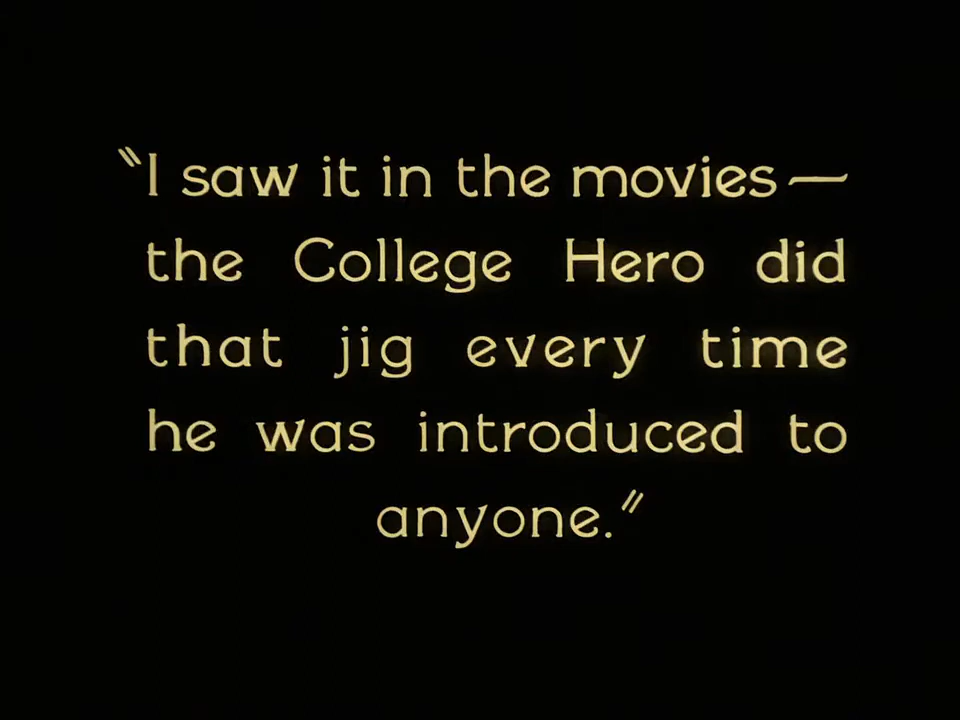 "I saw it in the movies—
the College Hero did
that jig every time
he was introduced to
anyone."